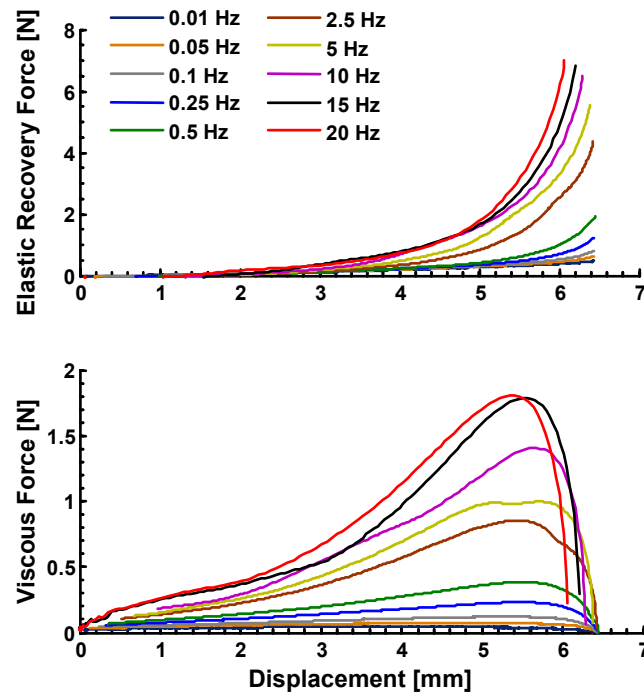 Elastic Recovery Force [N]
8
6
4
2
0
0.01 Hz
0.05 Hz
0.1 Hz
0.25 Hz
0.5 Hz
2.5 Hz
5 Hz
10 Hz
15 Hz
20 Hz
0 1 2 3 4 5 6 7
Viscous Force [N]
2
1.5
1
0.5
0
0 1 2 3 4 5 6 7
Displacement [mm]